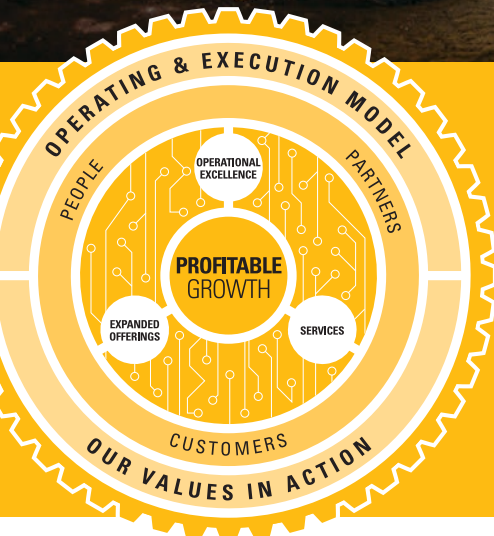 OPERATING & EXECUTION MODEL
PEOPLE
PARTNERS
OPERATIONAL
EXCELLENCE
PROFITABLE
GROWTH
EXPANDED
OFFERINGS
SERVICES
CUSTOMERS
OUR VALUES IN ACTION